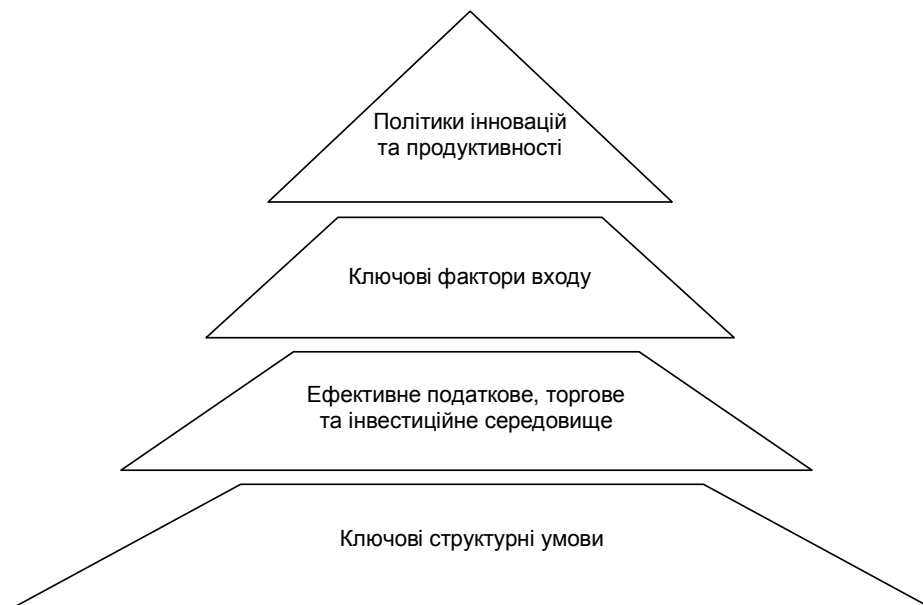 Політики інновацій
та продуктивності
Ключові фактори входу
Ефективне податкове, торгове
та інвестиційне середовище
Ключові структурні умови